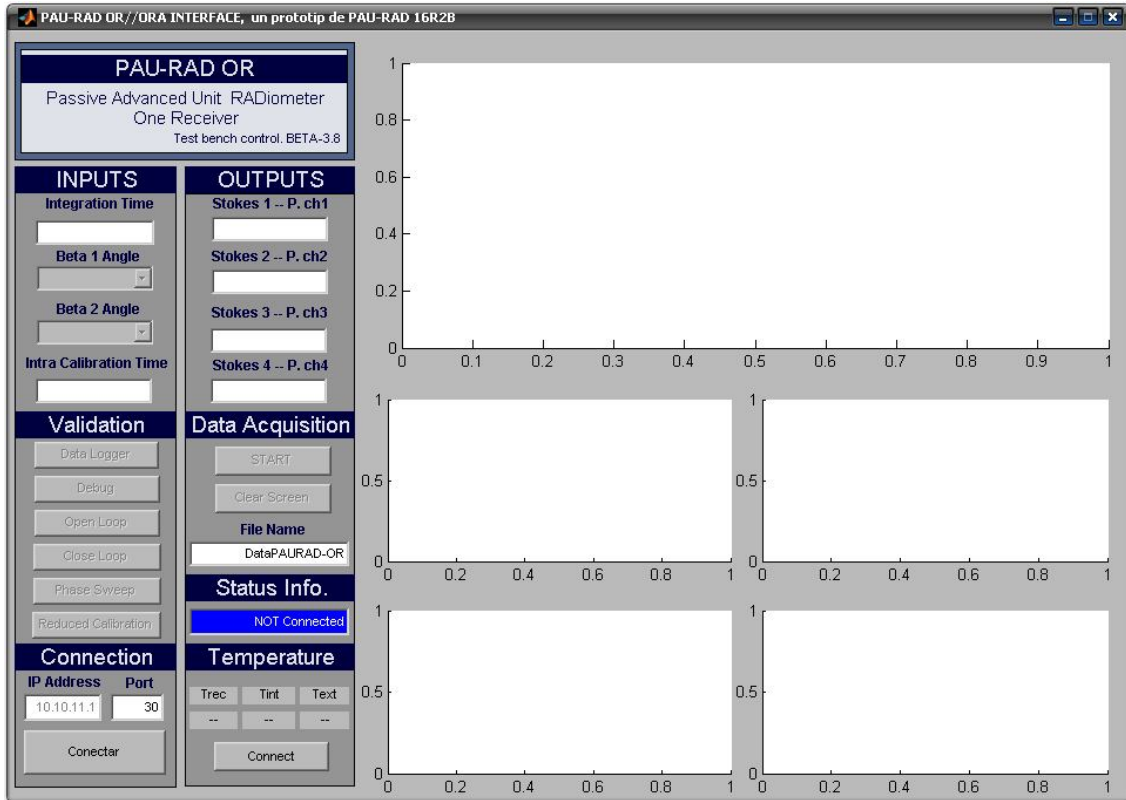 PAU-RAD OR//ORA INTERFACE, un prototip de PAU-RAD 16R2B
PAU-RAD OR
Passive Advanced Unit RADiometer
One Receiver
Test bench control. BETA-3.8
INPUTS
Integration Time
Beta 1 Angle
Beta 2 Angle
Intra Calibration Time
Validation
Data Logger
Debug
Open Loop
Close Loop
Phase Sweep
Reduced Calibration
Connection
IP Address Port
10.10.11.1 30
Conectar
OUTPUTS
Stokes 1 -- P. ch1
Stokes 2 -- P. ch2
Stokes 3 -- P. ch3
Stokes 4 -- P. ch4
Data Acquisition
START
Clear Screen
File Name
DataPAURAD-OR
Status Info.
NOT Connected
Temperature
Trec Tint Text
-- -- --
Connect
1
0.8
0.6
0.4
0.2
0
0 0.1 0.2 0.3 0.4 0.5 0.6 0.7 0.8 0.9 1
1
0.5
0
0 0.2 0.4 0.6 0.8 1
1
0.5
0
0 0.2 0.4 0.6 0.8 1
1
0.5
0
0 0.2 0.4 0.6 0.8 1
1
0.5
0
0 0.2 0.4 0.6 0.8 1